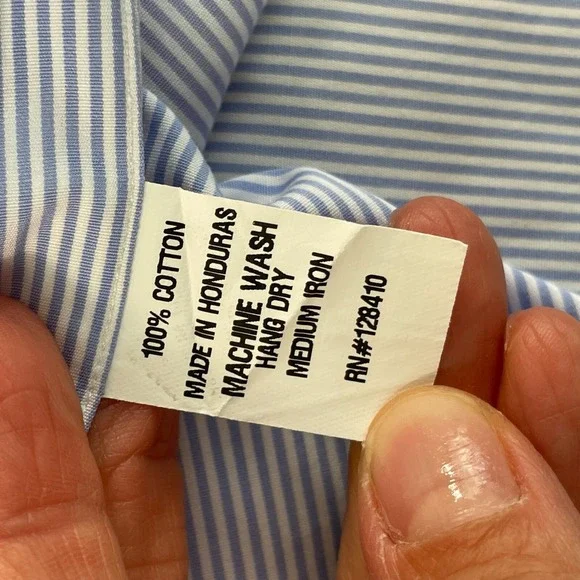 100% COTTON
MADE IN HONDURAS
MACHINE WASH
HANG DRY
MEDIUM IRON
RN#128410